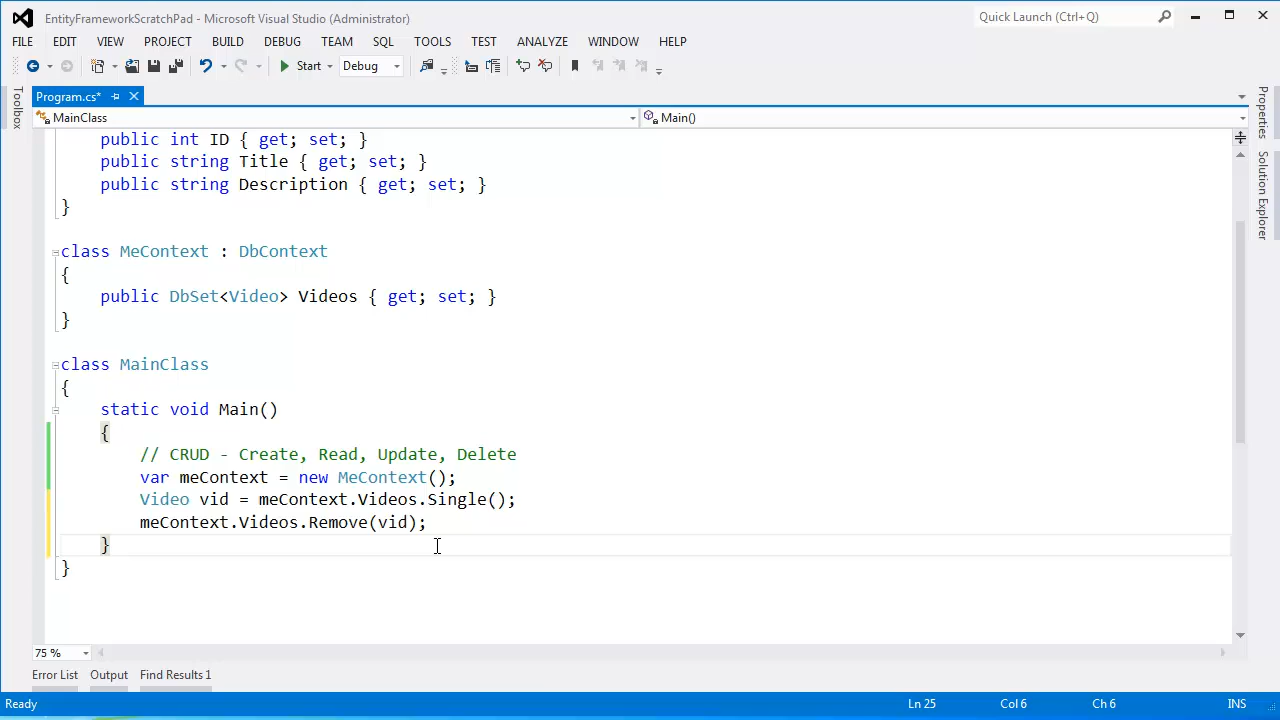 EntityFrameworkScratchPad - Microsoft Visual Studio (Administrator)
Quick Launch (Ctrl+Q)
FILE EDIT VIEW PROJECT BUILD DEBUG TEAM SQL TOOLS TEST ANALYZE WINDOW HELP
Start Debug
Toolbox
Program.cs*
MainClass Main()
public int ID { get; set; }
public string Title { get; set; }
public string Description { get; set; }
}
class MeContext : DbContext
{
public DbSet<Video> Videos { get; set; }
}
class MainClass
{
static void Main()
{
// CRUD - Create, Read, Update, Delete
var meContext = new MeContext();
Video vid = meContext.Videos.Single();
meContext.Videos.Remove(vid);
}
}
Properties
Solution Explorer
75 %
Error List Output Find Results 1
Ready Ln 25 Col 6 Ch 6 INS